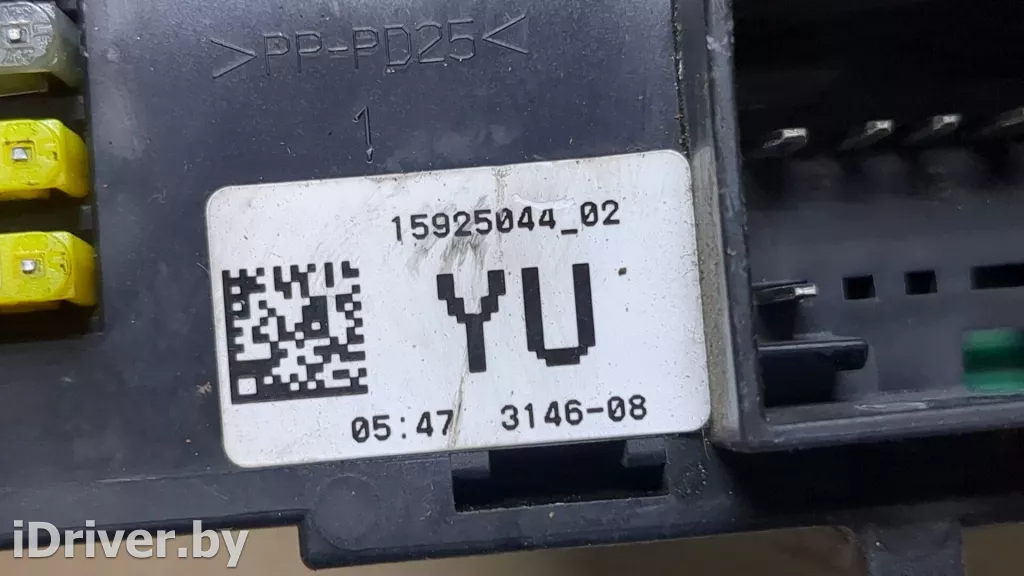 >PP-PD25<
1
15925044_02
YU
05:47 3146-08
iDriver.by